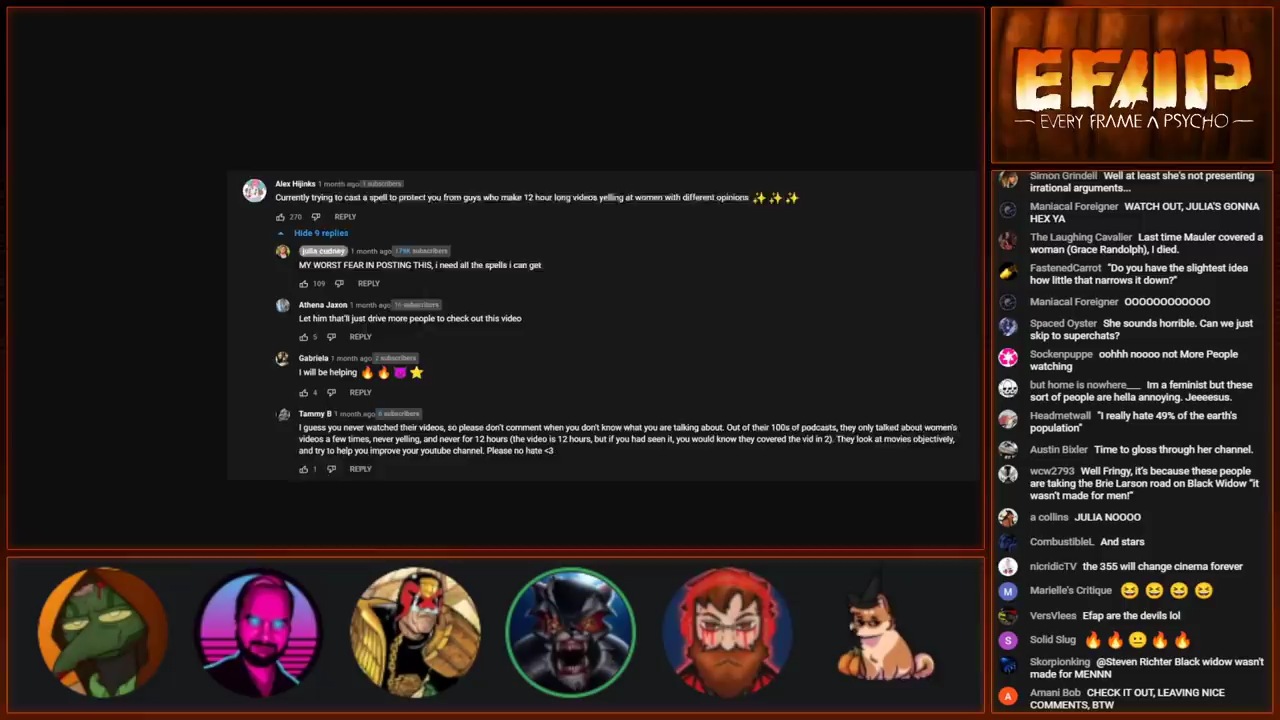 Alex Hijinks 1 month ago 1 subscribers
Currently trying to cast a spell to protect you from guys who make 12 hour long videos yelling at women with different opinions ✨ ✨ ✨
270 REPLY
Hide 9 replies
julia cudney 1 month ago 179K subscribers
MY WORST FEAR IN POSTING THIS, i need all the spells i can get
109 REPLY
Athena Jaxon 1 month ago 16 subscribers
Let him that'll just drive more people to check out this video
5 REPLY
Gabriela 1 month ago 2 subscribers
I will be helping 🔥 🔥 😈 ⭐
4 REPLY
Tammy B 1 month ago subscribers
I guess you never watched their videos, so please don't comment when you don't know what you are talking about. Out of their 100s of podcasts, they only talked about women's
videos a few times, never yelling, and never for 12 hours (the video is 12 hours, but if you had seen it, you would know they covered the vid in 2). They look at movies objectively,
and try to help you improve your youtube channel. Please no hate <3
1 REPLY
EFAP
EVERY FRAME A PSYCHO
Simon Grindell Well at least she's not presenting
irrational arguments...
Maniacal Foreigner WATCH OUT, JULIA'S GONNA
HEX YA
The Laughing Cavalier Last time Mauler covered a
woman (Grace Randolph), I died.
FastenedCarrot "Do you have the slightest idea
how little that narrows it down?"
Maniacal Foreigner OOOOOOOOOOOO
Spaced Oyster She sounds horrible. Can we just
skip to superchats?
Sockenpuppe oohhh noooo not More People
watching
but home is nowhere___ Im a feminist but these
sort of people are hella annoying. Jeeeesus.
Headmetwall "I really hate 49% of the earth's
population"
Austin Bixler Time to gloss through her channel.
wcw2793 Well Fringy, it's because these people
are taking the Brie Larson road on Black Widow "it
wasn't made for men!"
a collins JULIA NOOOO
CombustibleL And stars
nicridicTV the 355 will change cinema forever
M Marielle's Critique 😆 😆 😆 😆
VersVlees Efap are the devils lol
S Solid Slug 🔥 🔥 😐 🔥 🔥
Skorpionking @Steven Richter Black widow wasn't
made for MENNN
A Amani Bob CHECK IT OUT, LEAVING NICE
COMMENTS, BTW